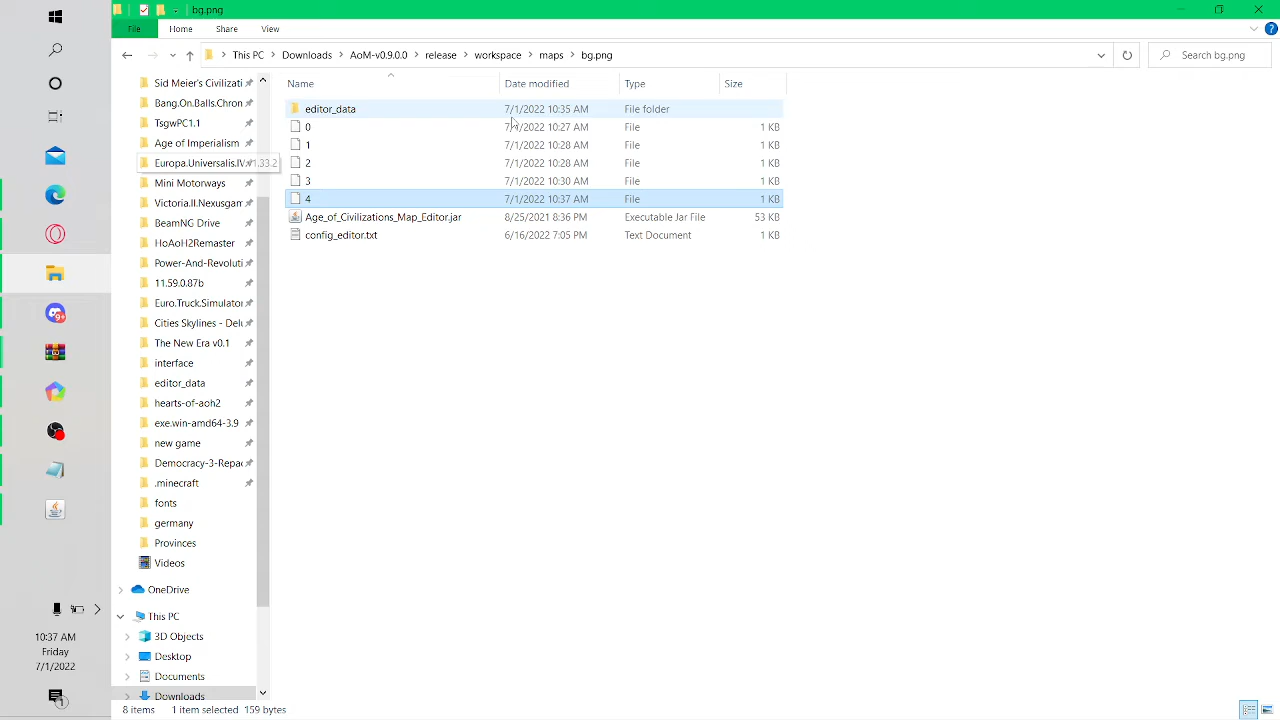 bg.png
File Home Share View
This PC > Downloads > AoM-v0.9.0.0 > release > workspace > maps > bg.png
Search bg.png
Name Date modified Type Size
editor_data 7/1/2022 10:35 AM File folder
0 7/1/2022 10:27 AM File 1 KB
1 7/1/2022 10:28 AM File 1 KB
2 7/1/2022 10:28 AM File 1 KB
3 7/1/2022 10:30 AM File 1 KB
4 7/1/2022 10:37 AM File 1 KB
Age_of_Civilizations_Map_Editor.jar 8/25/2021 8:36 PM Executable Jar File 53 KB
config_editor.txt 6/16/2022 7:05 PM Text Document 1 KB
Sid Meier's Civilizati
Bang.On.Balls.Chron
TsgwPC1.1
Age of Imperialism
Europa.Universalis.IV.v1.33.2
Mini Motorways
Victoria.II.Nexusgam
BeamNG Drive
HoAoH2Remaster
Power-And-Revoluti
11.59.0.87b
Euro.Truck.Simulator
Cities Skylines - Delu
The New Era v0.1
interface
editor_data
hearts-of-aoh2
exe.win-amd64-3.9
new game
Democracy-3-Repac
.minecraft
fonts
germany
Provinces
Videos
OneDrive
This PC
3D Objects
Desktop
Documents
Downloads
9+
10:37 AM
Friday
7/1/2022
1
8 items 1 item selected 159 bytes